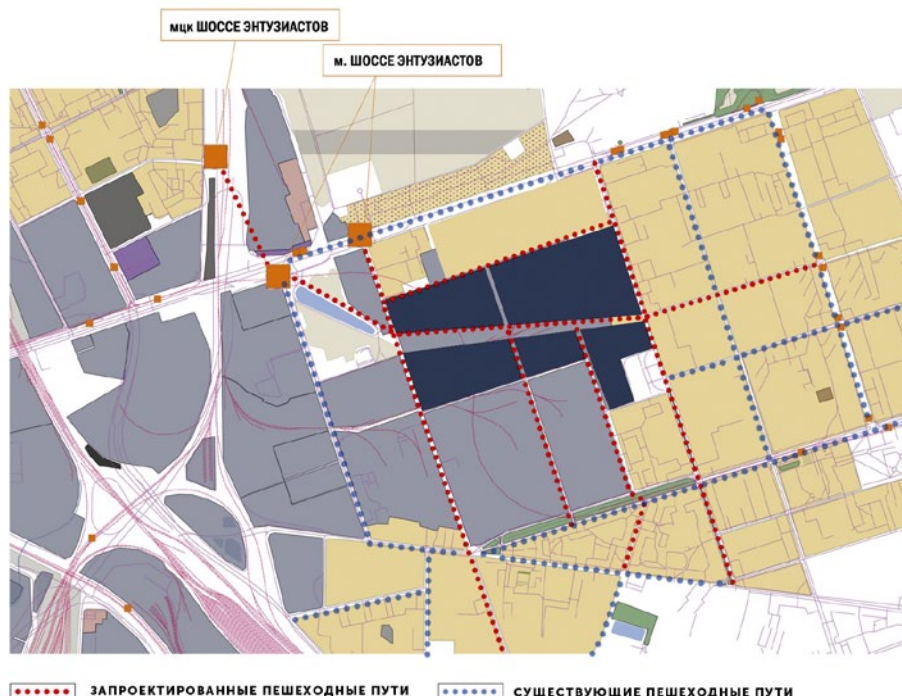 мцк ШОССЕ ЭНТУЗИАСТОВ
м. ШОССЕ ЭНТУЗИАСТОВ
ЗАПРОЕКТИРОВАННЫЕ ПЕШЕХОДНЫЕ ПУТИ
СУЩЕСТВУЮЩИЕ ПЕШЕХОДНЫЕ ПУТИ